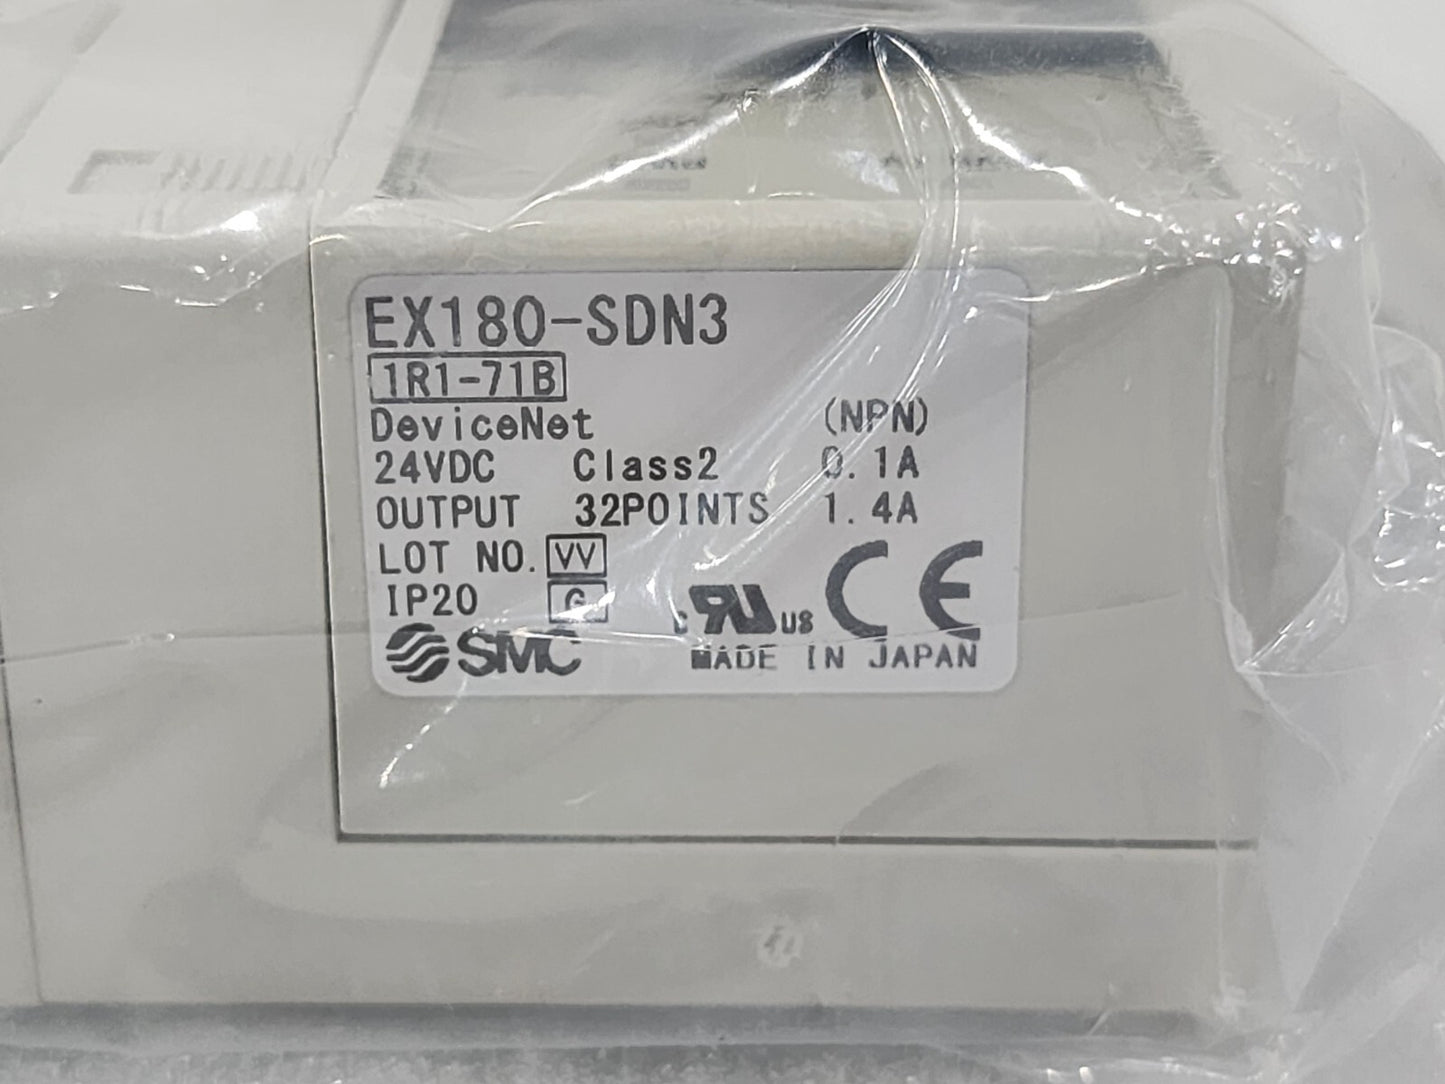 EX180-SDN3
1R1-71B
DeviceNet (NPN)
24VDC Class2 0.1A
OUTPUT 32POINTS 1.4A
LOT NO. VV
IP20 G
c RU us CE
SMC MADE IN JAPAN